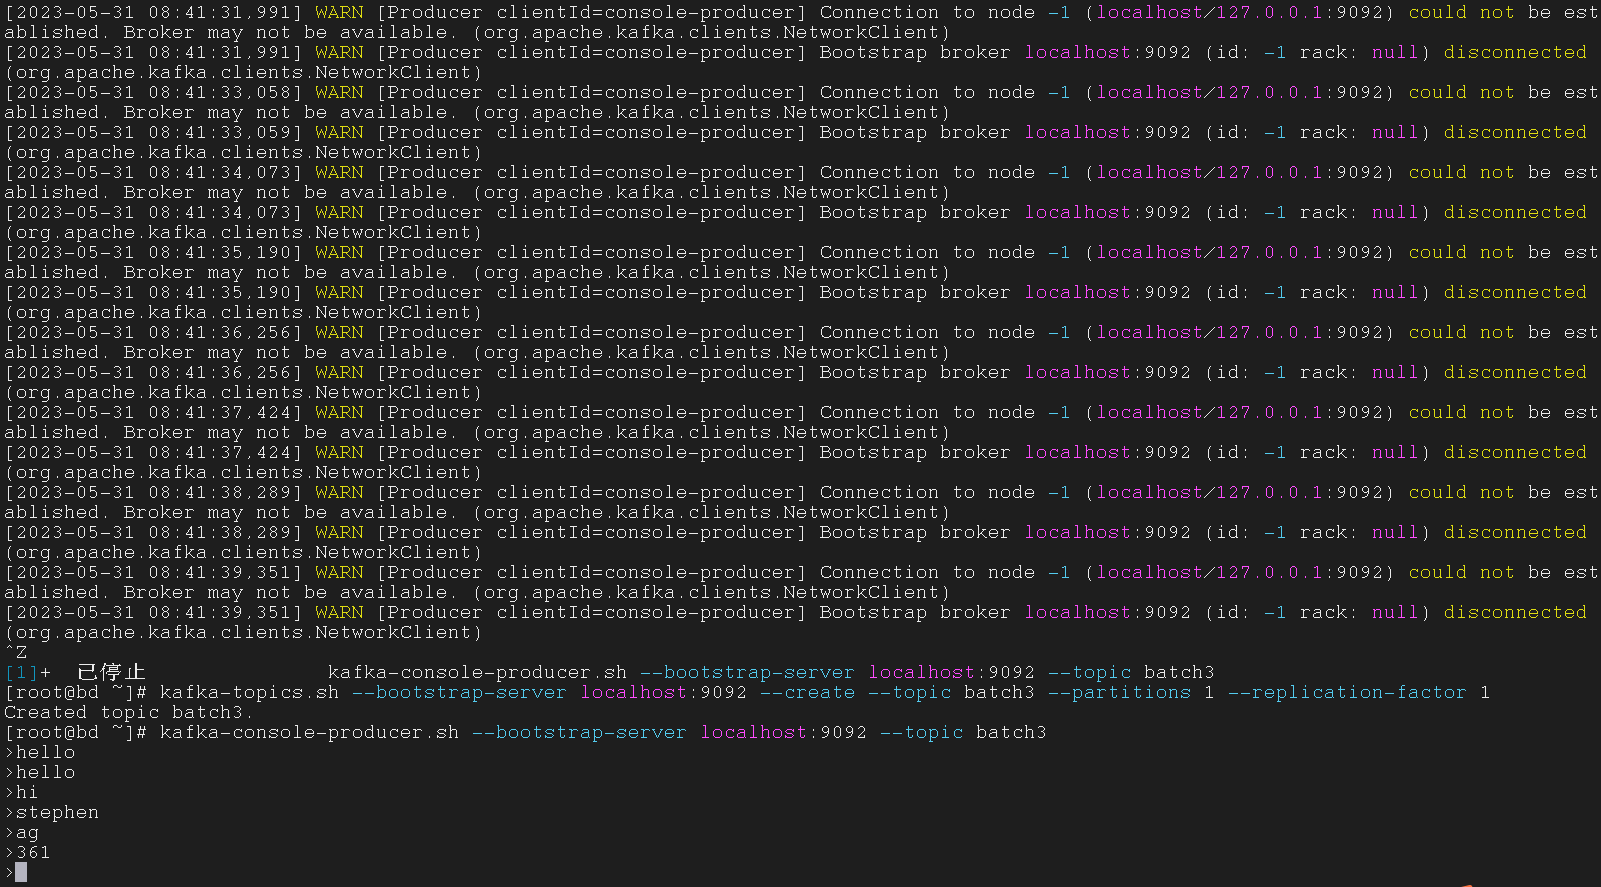 [2023-05-31 08:41:31,991] WARN [Producer clientId=console-producer] Connection to node -1 (localhost/127.0.0.1:9092) could not be est
ablished. Broker may not be available. (org.apache.kafka.clients.NetworkClient)
[2023-05-31 08:41:31,991] WARN [Producer clientId=console-producer] Bootstrap broker localhost:9092 (id: -1 rack: null) disconnected
(org.apache.kafka.clients.NetworkClient)
[2023-05-31 08:41:33,058] WARN [Producer clientId=console-producer] Connection to node -1 (localhost/127.0.0.1:9092) could not be est
ablished. Broker may not be available. (org.apache.kafka.clients.NetworkClient)
[2023-05-31 08:41:33,059] WARN [Producer clientId=console-producer] Bootstrap broker localhost:9092 (id: -1 rack: null) disconnected
(org.apache.kafka.clients.NetworkClient)
[2023-05-31 08:41:34,073] WARN [Producer clientId=console-producer] Connection to node -1 (localhost/127.0.0.1:9092) could not be est
ablished. Broker may not be available. (org.apache.kafka.clients.NetworkClient)
[2023-05-31 08:41:34,073] WARN [Producer clientId=console-producer] Bootstrap broker localhost:9092 (id: -1 rack: null) disconnected
(org.apache.kafka.clients.NetworkClient)
[2023-05-31 08:41:35,190] WARN [Producer clientId=console-producer] Connection to node -1 (localhost/127.0.0.1:9092) could not be est
ablished. Broker may not be available. (org.apache.kafka.clients.NetworkClient)
[2023-05-31 08:41:35,190] WARN [Producer clientId=console-producer] Bootstrap broker localhost:9092 (id: -1 rack: null) disconnected
(org.apache.kafka.clients.NetworkClient)
[2023-05-31 08:41:36,256] WARN [Producer clientId=console-producer] Connection to node -1 (localhost/127.0.0.1:9092) could not be est
ablished. Broker may not be available. (org.apache.kafka.clients.NetworkClient)
[2023-05-31 08:41:36,256] WARN [Producer clientId=console-producer] Bootstrap broker localhost:9092 (id: -1 rack: null) disconnected
(org.apache.kafka.clients.NetworkClient)
[2023-05-31 08:41:37,424] WARN [Producer clientId=console-producer] Connection to node -1 (localhost/127.0.0.1:9092) could not be est
ablished. Broker may not be available. (org.apache.kafka.clients.NetworkClient)
[2023-05-31 08:41:37,424] WARN [Producer clientId=console-producer] Bootstrap broker localhost:9092 (id: -1 rack: null) disconnected
(org.apache.kafka.clients.NetworkClient)
[2023-05-31 08:41:38,289] WARN [Producer clientId=console-producer] Connection to node -1 (localhost/127.0.0.1:9092) could not be est
ablished. Broker may not be available. (org.apache.kafka.clients.NetworkClient)
[2023-05-31 08:41:38,289] WARN [Producer clientId=console-producer] Bootstrap broker localhost:9092 (id: -1 rack: null) disconnected
(org.apache.kafka.clients.NetworkClient)
[2023-05-31 08:41:39,351] WARN [Producer clientId=console-producer] Connection to node -1 (localhost/127.0.0.1:9092) could not be est
ablished. Broker may not be available. (org.apache.kafka.clients.NetworkClient)
[2023-05-31 08:41:39,351] WARN [Producer clientId=console-producer] Bootstrap broker localhost:9092 (id: -1 rack: null) disconnected
(org.apache.kafka.clients.NetworkClient)
^Z
[1]+  已停止               kafka-console-producer.sh --bootstrap-server localhost:9092 --topic batch3
[root@bd ~]# kafka-topics.sh --bootstrap-server localhost:9092 --create --topic batch3 --partitions 1 --replication-factor 1
Created topic batch3.
[root@bd ~]# kafka-console-producer.sh --bootstrap-server localhost:9092 --topic batch3
>hello
>hello
>hi
>stephen
>ag
>361
>